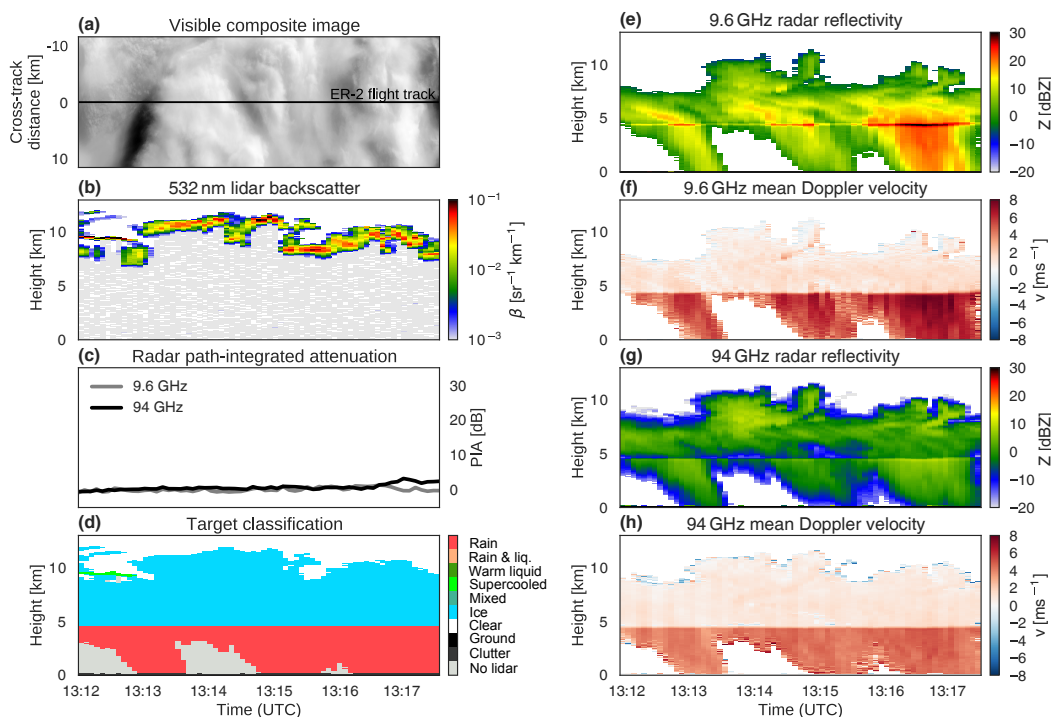 (a) Visible composite image
-10
0
10
Cross-track
distance [km]
ER-2 flight track
(b) 532 nm lidar backscatter
10
5
0
Height [km]
10⁻¹
10⁻²
10⁻³
β [sr⁻¹ km⁻¹]
(c) Radar path-integrated attenuation
9.6 GHz
94 GHz
30
20
10
0
PIA [dB]
(d) Target classification
10
5
0
Height [km]
Rain
Rain & liq.
Warm liquid
Supercooled
Mixed
Ice
Clear
Ground
Clutter
No lidar
13:12 13:13 13:14 13:15 13:16 13:17
Time (UTC)
(e) 9.6 GHz radar reflectivity
10
5
0
Height [km]
30
20
10
0
−10
−20
Z [dBZ]
(f) 9.6 GHz mean Doppler velocity
10
5
0
Height [km]
8
6
4
2
0
−2
−4
−6
−8
v [ms⁻¹]
(g) 94 GHz radar reflectivity
10
5
0
Height [km]
30
20
10
0
−10
−20
Z [dBZ]
(h) 94 GHz mean Doppler velocity
10
5
0
Height [km]
8
6
4
2
0
−2
−4
−6
−8
v [ms⁻¹]
13:12 13:13 13:14 13:15 13:16 13:17
Time (UTC)